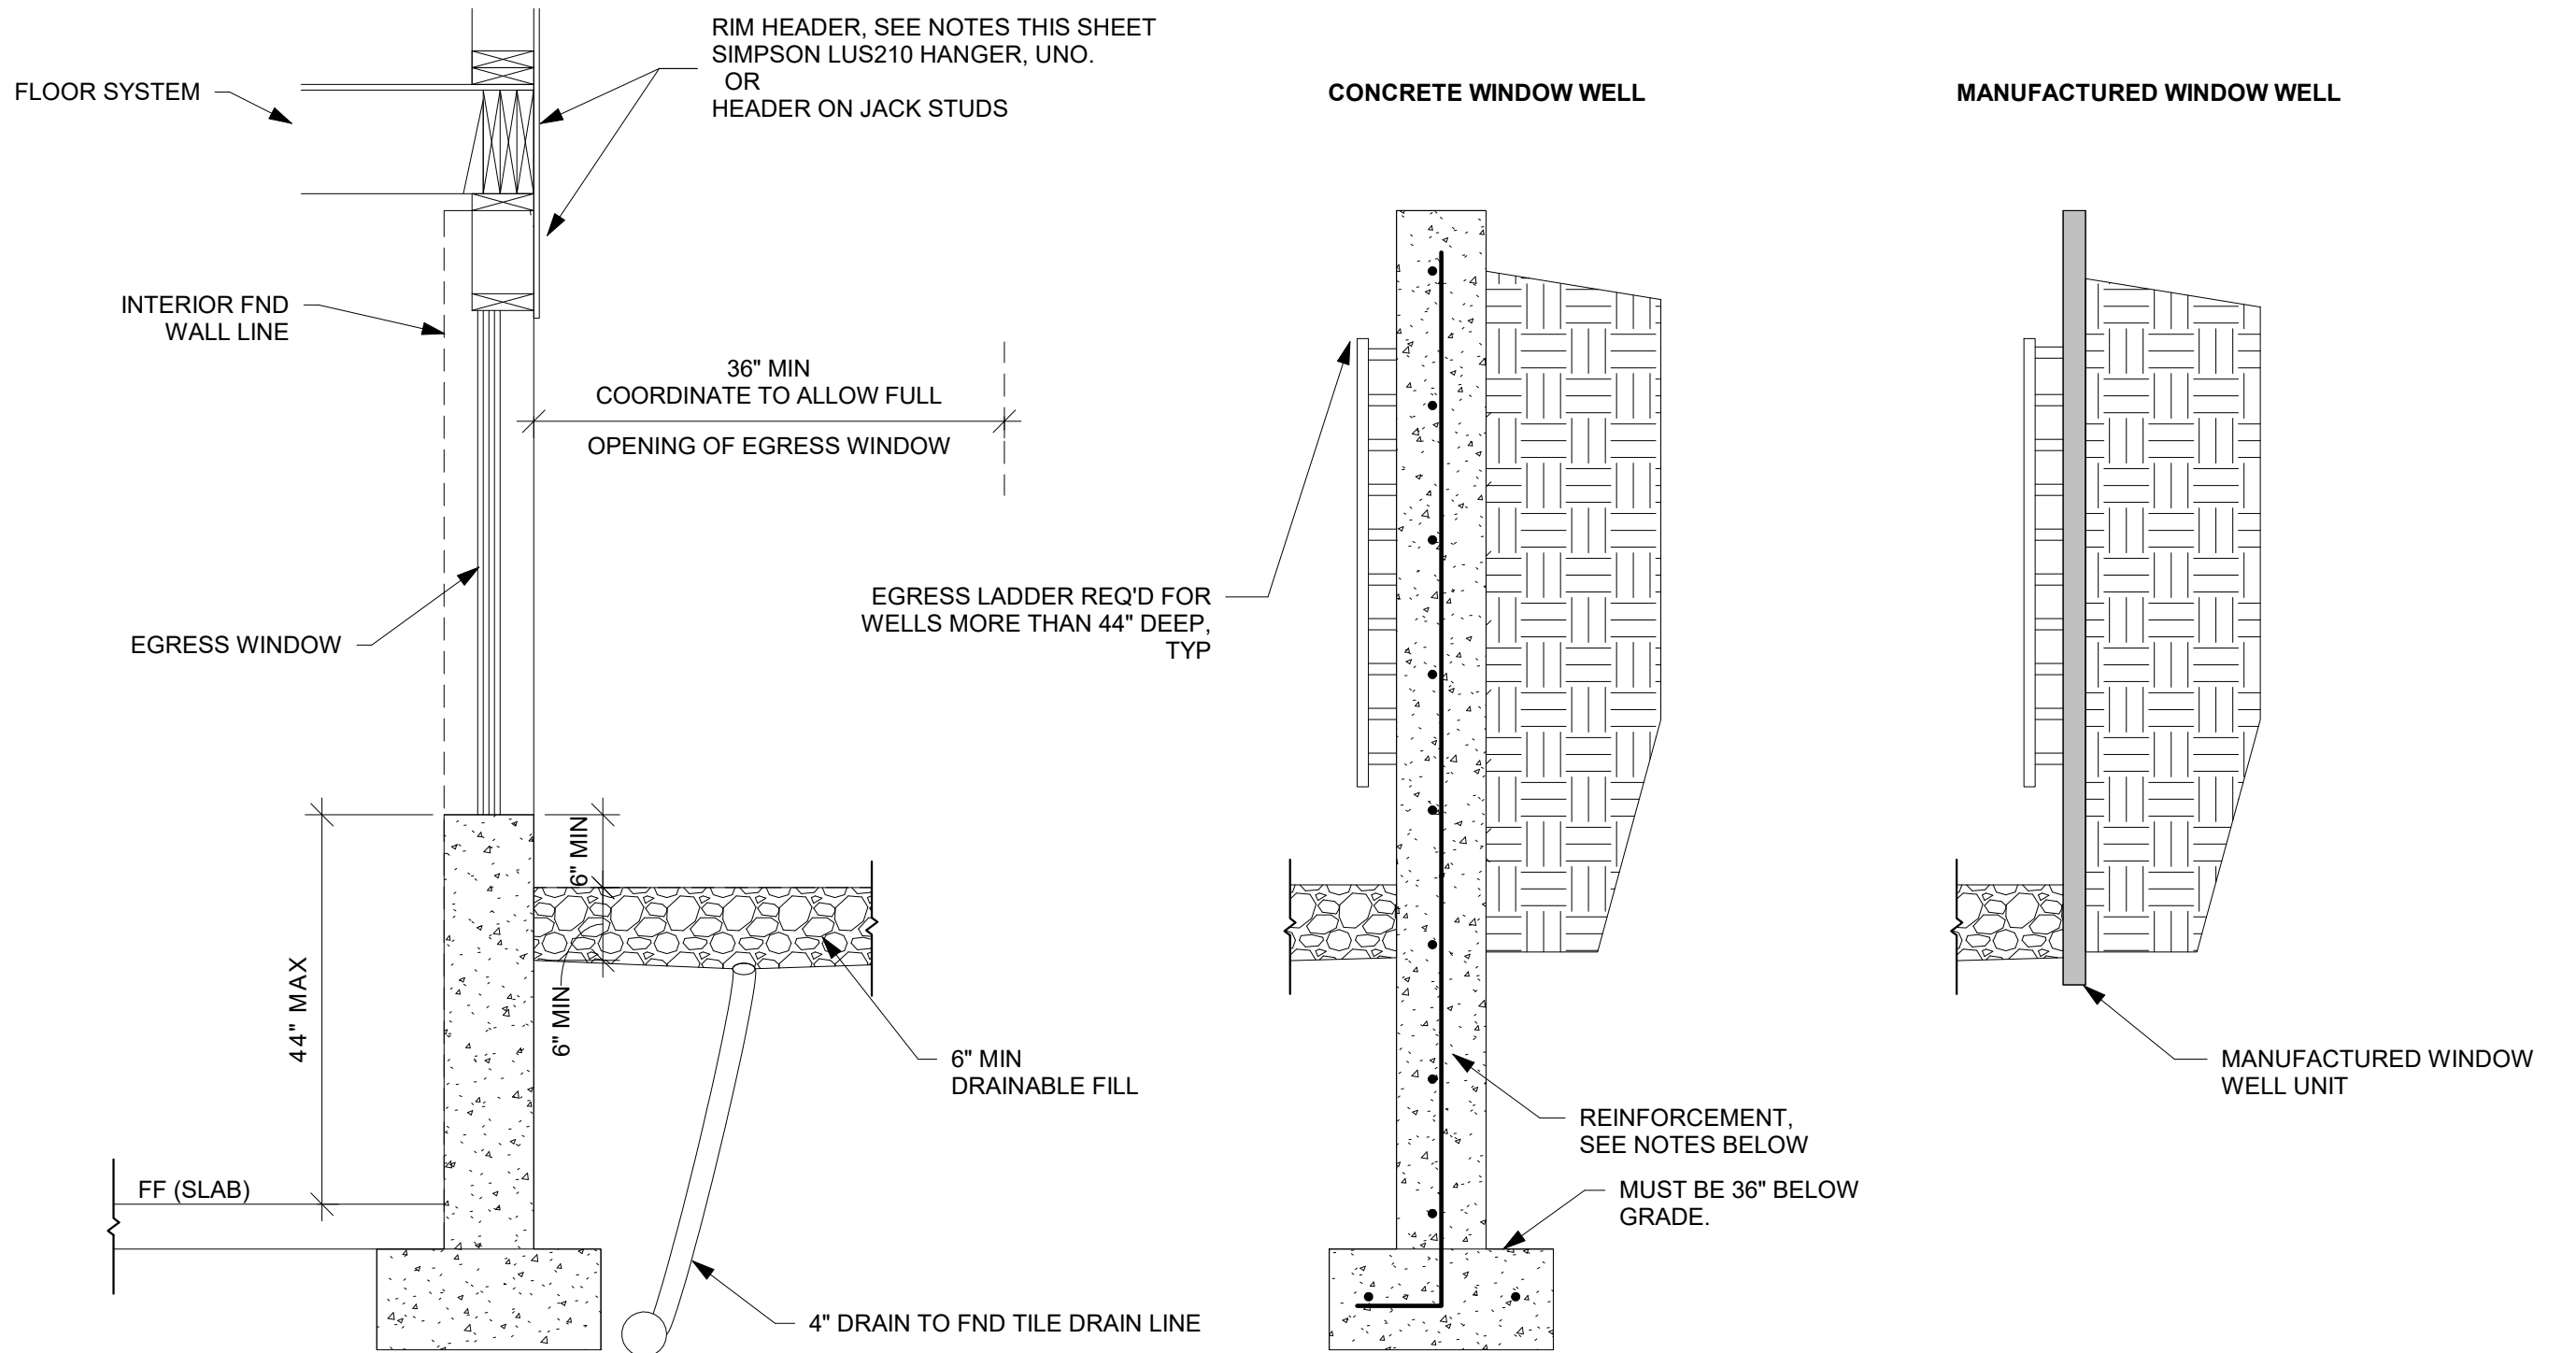 RIM HEADER, SEE NOTES THIS SHEET
SIMPSON LUS210 HANGER, UNO.
OR
HEADER ON JACK STUDS
FLOOR SYSTEM
CONCRETE WINDOW WELL
MANUFACTURED WINDOW WELL
INTERIOR FND
WALL LINE
36" MIN
COORDINATE TO ALLOW FULL
OPENING OF EGRESS WINDOW
EGRESS WINDOW
EGRESS LADDER REQ'D FOR
WELLS MORE THAN 44" DEEP,
TYP
6" MIN
44" MAX
6" MIN
6" MIN
DRAINABLE FILL
MANUFACTURED WINDOW
WELL UNIT
REINFORCEMENT,
SEE NOTES BELOW
FF (SLAB)
MUST BE 36" BELOW
GRADE.
4" DRAIN TO FND TILE DRAIN LINE